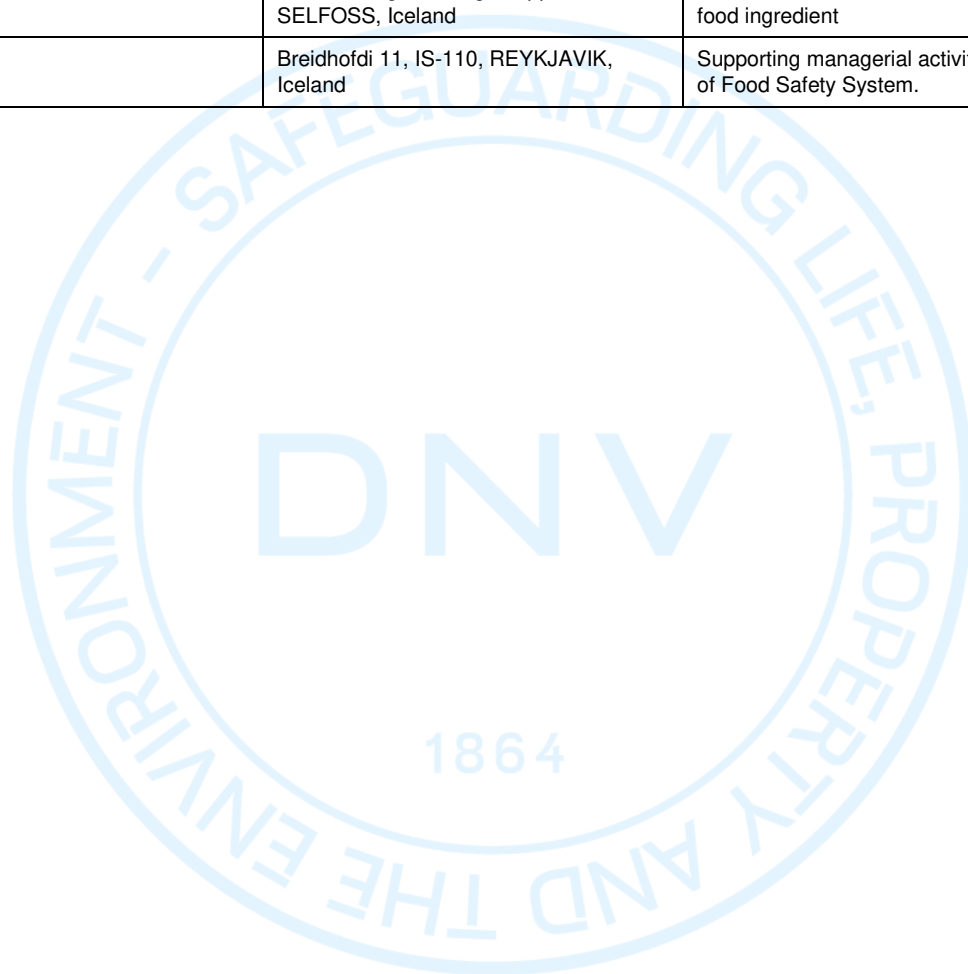 SELFOSS, Iceland
food ingredient
Breidhofdi 11, IS-110, REYKJAVIK,
Iceland
Supporting managerial
of Food Safety System.
SAFEGUARDING LIFE, PROPERTY AND THE ENVIRONMENT -
DNV
1864